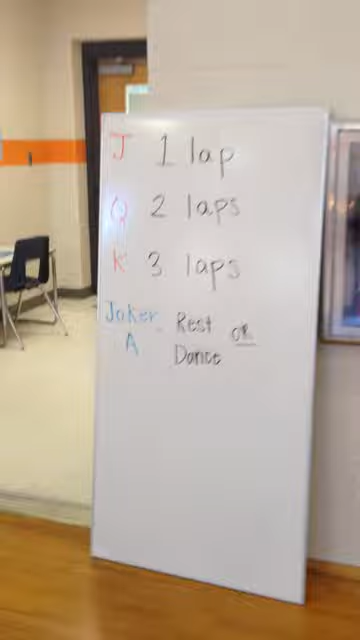 J 1 lap
Q 2 laps
K 3 laps
Joker - Rest OR
A Dance